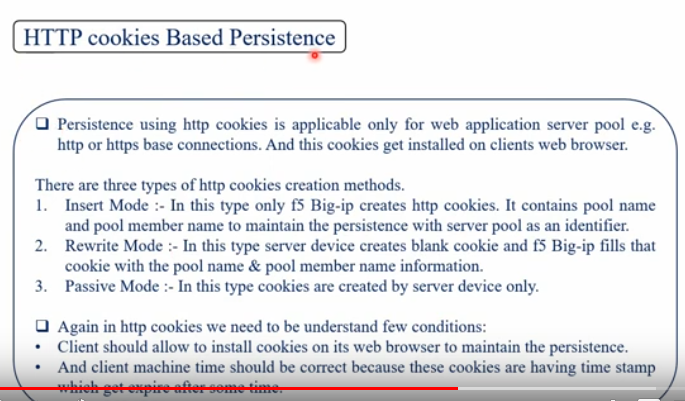 HTTP cookies Based Persistence
❑ Persistence using http cookies is applicable only for web application server pool e.g.
http or https base connections. And this cookies get installed on clients web browser.
There are three types of http cookies creation methods.
1. Insert Mode :- In this type only f5 Big-ip creates http cookies. It contains pool name
and pool member name to maintain the persistence with server pool as an identifier.
2. Rewrite Mode :- In this type server device creates blank cookie and f5 Big-ip fills that
cookie with the pool name & pool member name information.
3. Passive Mode :- In this type cookies are created by server device only.
❑ Again in http cookies we need to be understand few conditions:
• Client should allow to install cookies on its web browser to maintain the persistence.
• And client machine time should be correct because these cookies are having time stamp
which get expire after some time.